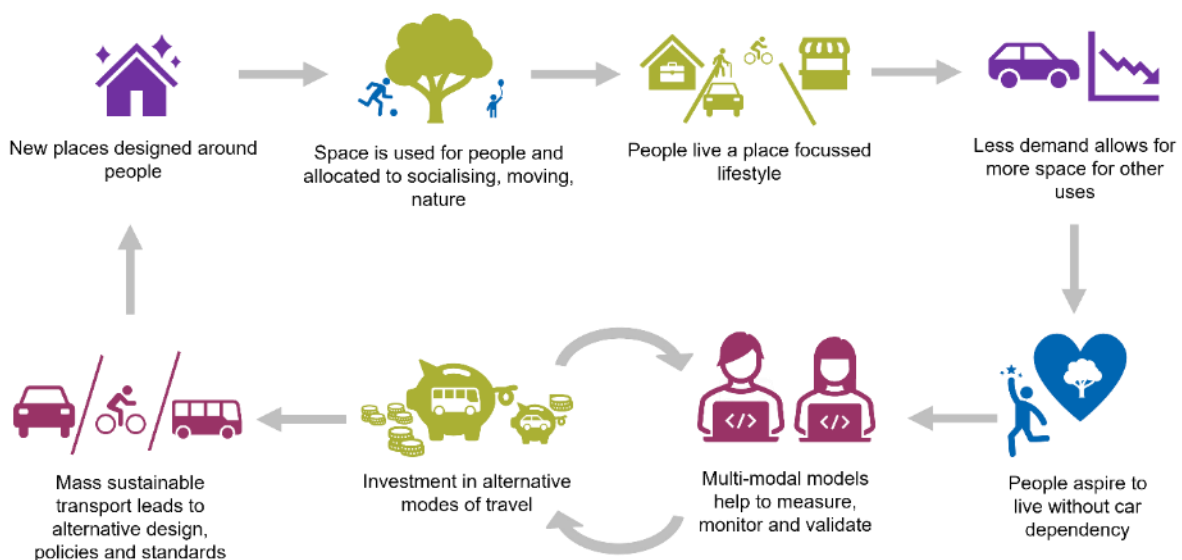 New places designed around
people
Space is used for people and
allocated to socialising, moving,
nature
People live a place focussed
lifestyle
Less demand allows for
more space for other
uses
Mass sustainable
transport leads to
alternative design,
policies and standards
Investment in alternative
modes of travel
</>
</>
Multi-modal models
help to measure,
monitor and validate
People aspire to
live without car
dependency